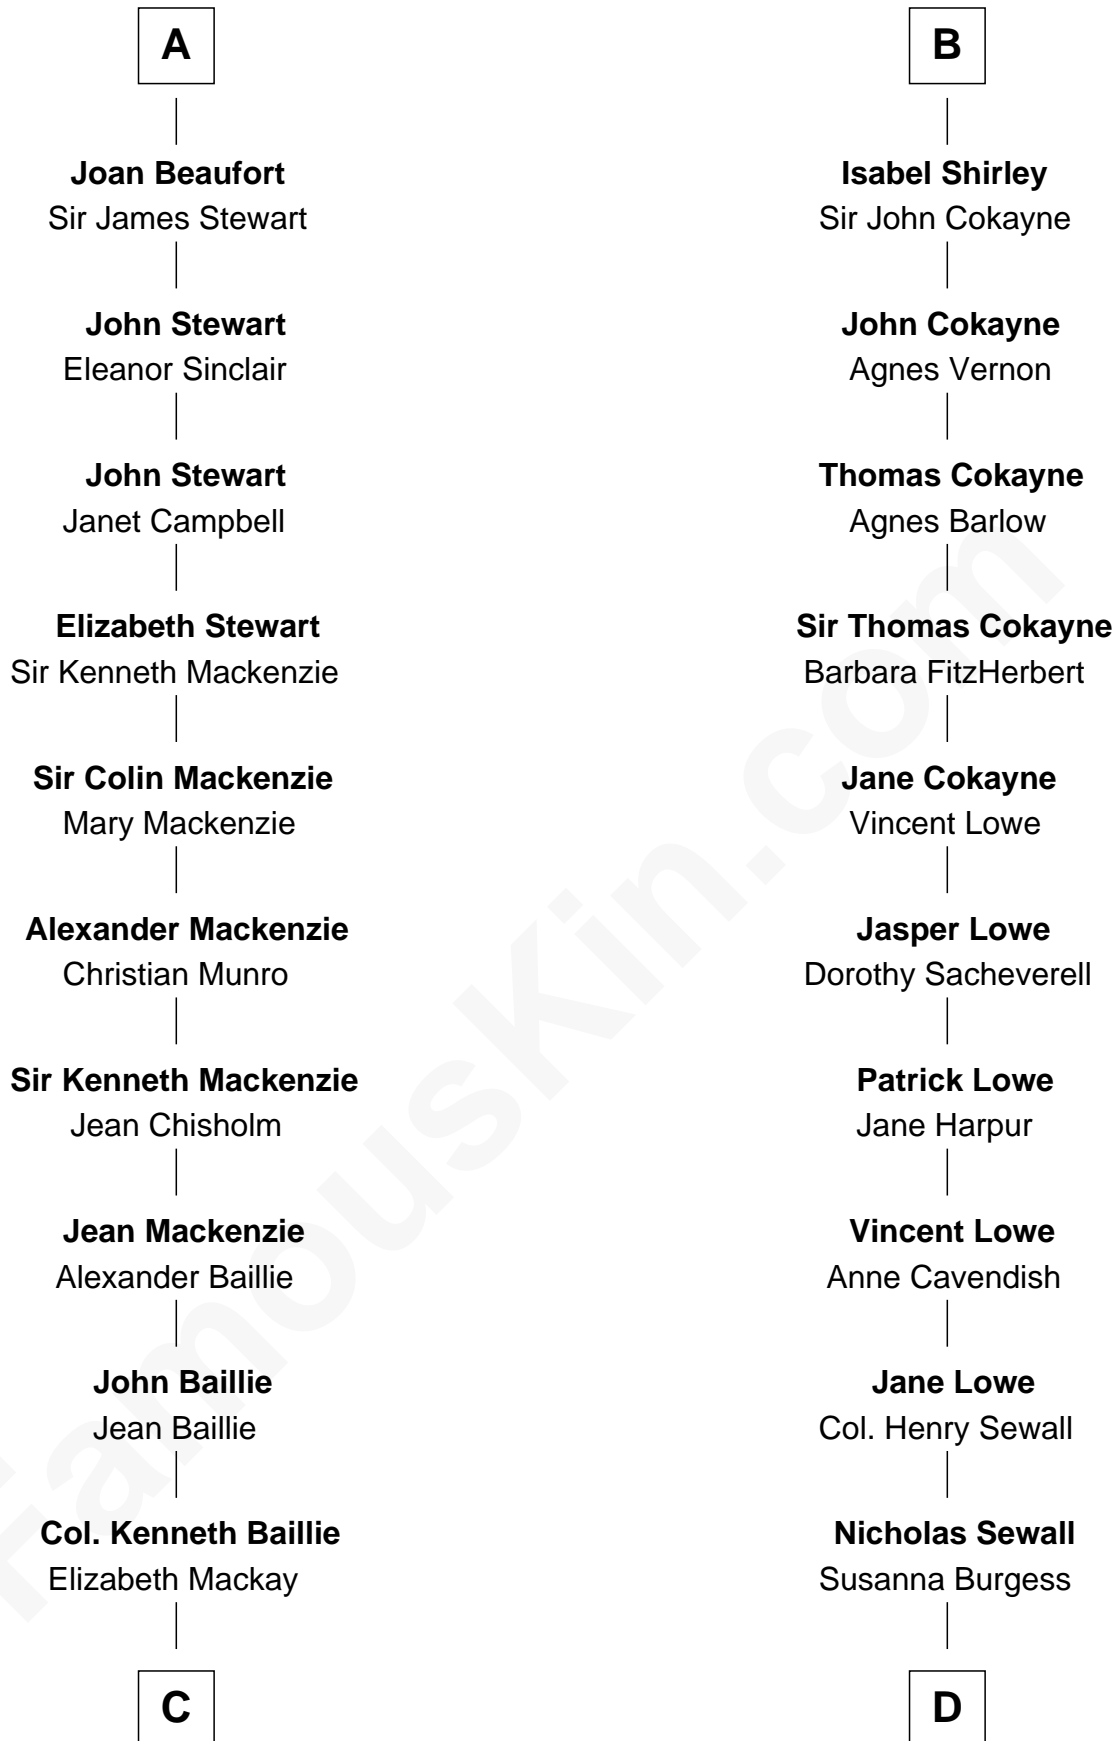 A
Joan Beaufort
Sir James Stewart
John Stewart
Eleanor Sinclair
John Stewart
Janet Campbell
Elizabeth Stewart
Sir Kenneth Mackenzie
Sir Colin Mackenzie
Mary Mackenzie
Alexander Mackenzie
Christian Munro
Sir Kenneth Mackenzie
Jean Chisholm
Jean Mackenzie
Alexander Baillie
John Baillie
Jean Baillie
Col. Kenneth Baillie
Elizabeth Mackay
C
B
Isabel Shirley
Sir John Cokayne
John Cokayne
Agnes Vernon
Thomas Cokayne
Agnes Barlow
Sir Thomas Cokayne
Barbara FitzHerbert
Jane Cokayne
Vincent Lowe
Jasper Lowe
Dorothy Sacheverell
Patrick Lowe
Jane Harpur
Vincent Lowe
Anne Cavendish
Jane Lowe
Col. Henry Sewall
Nicholas Sewall
Susanna Burgess
D
FamousKin.com